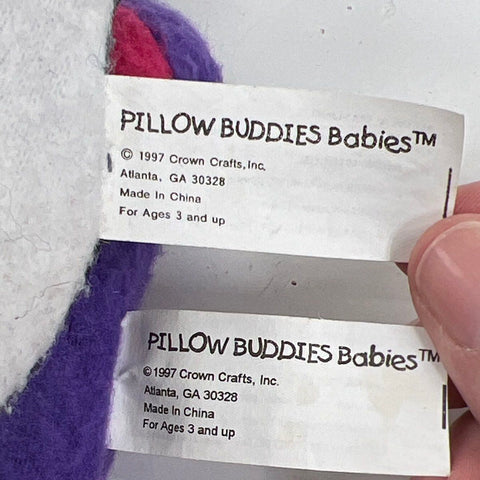 PILLOW BUDDIES Babies™
© 1997 Crown Crafts, Inc.
Atlanta, GA 30328
Made In China
For Ages 3 and up
PILLOW BUDDIES Babies™
©1997 Crown Crafts, Inc.
Atlanta, GA 30328
Made In China
For Ages 3 and up